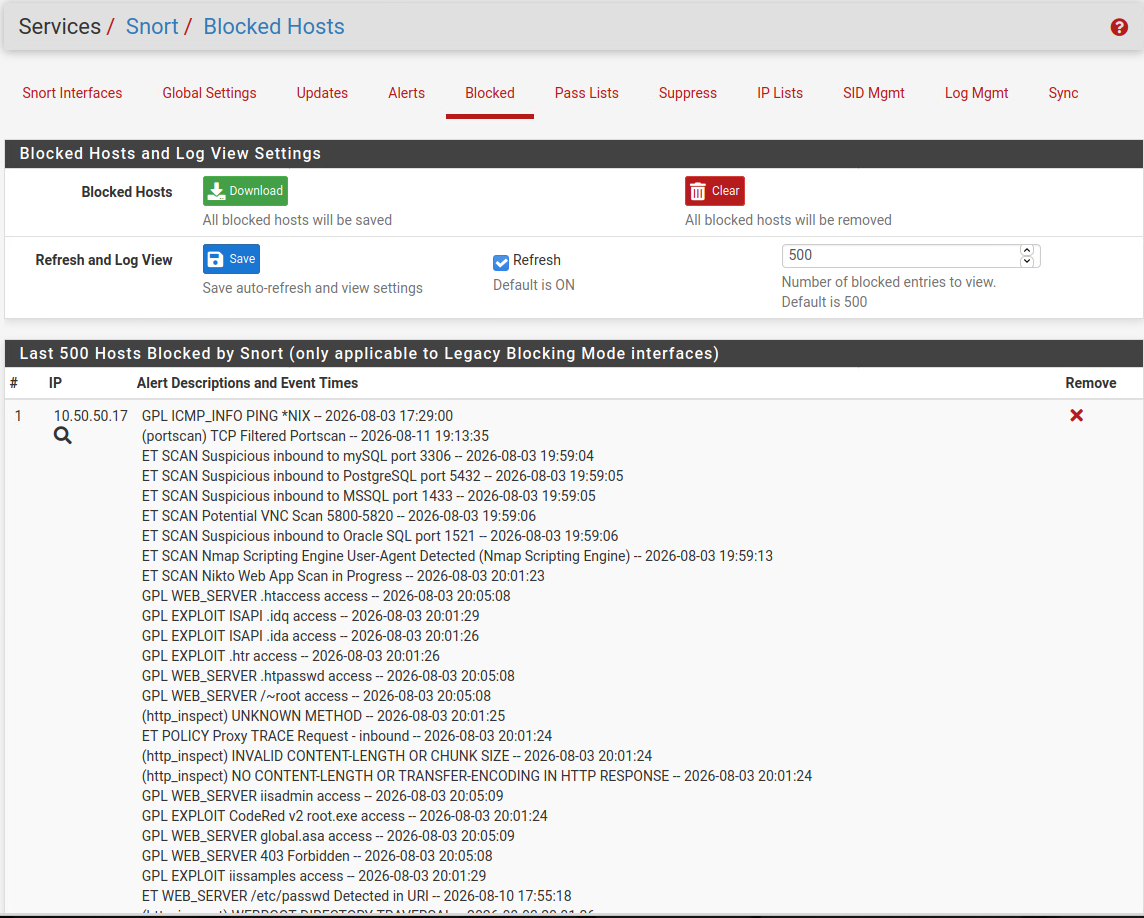 Services / Snort / Blocked Hosts
Snort Interfaces Global Settings Updates Alerts Blocked Pass Lists Suppress IP Lists SID Mgmt Log Mgmt Sync
Blocked Hosts and Log View Settings
Blocked Hosts Download Clear
All blocked hosts will be saved All blocked hosts will be removed
Refresh and Log View Save Refresh 500
Save auto-refresh and view settings Default is ON Number of blocked entries to view.
Default is 500
Last 500 Hosts Blocked by Snort (only applicable to Legacy Blocking Mode interfaces)
# IP Alert Descriptions and Event Times Remove
1 10.50.50.17 GPL ICMP_INFO PING *NIX -- 2026-08-03 17:29:00
(portscan) TCP Filtered Portscan -- 2026-08-11 19:13:35
ET SCAN Suspicious inbound to mySQL port 3306 -- 2026-08-03 19:59:04
ET SCAN Suspicious inbound to PostgreSQL port 5432 -- 2026-08-03 19:59:05
ET SCAN Suspicious inbound to MSSQL port 1433 -- 2026-08-03 19:59:05
ET SCAN Potential VNC Scan 5800-5820 -- 2026-08-03 19:59:06
ET SCAN Suspicious inbound to Oracle SQL port 1521 -- 2026-08-03 19:59:06
ET SCAN Nmap Scripting Engine User-Agent Detected (Nmap Scripting Engine) -- 2026-08-03 19:59:13
ET SCAN Nikto Web App Scan in Progress -- 2026-08-03 20:01:23
GPL WEB_SERVER .htaccess access -- 2026-08-03 20:05:08
GPL EXPLOIT ISAPI .idq access -- 2026-08-03 20:01:29
GPL EXPLOIT ISAPI .ida access -- 2026-08-03 20:01:26
GPL EXPLOIT .htr access -- 2026-08-03 20:01:26
GPL WEB_SERVER .htpasswd access -- 2026-08-03 20:05:08
GPL WEB_SERVER /~root access -- 2026-08-03 20:05:08
(http_inspect) UNKNOWN METHOD -- 2026-08-03 20:01:25
ET POLICY Proxy TRACE Request - inbound -- 2026-08-03 20:01:24
(http_inspect) INVALID CONTENT-LENGTH OR CHUNK SIZE -- 2026-08-03 20:01:24
(http_inspect) NO CONTENT-LENGTH OR TRANSFER-ENCODING IN HTTP RESPONSE -- 2026-08-03 20:01:24
GPL WEB_SERVER iisadmin access -- 2026-08-03 20:05:09
GPL EXPLOIT CodeRed v2 root.exe access -- 2026-08-03 20:01:24
GPL WEB_SERVER global.asa access -- 2026-08-03 20:05:09
GPL WEB_SERVER 403 Forbidden -- 2026-08-03 20:05:08
GPL EXPLOIT iissamples access -- 2026-08-03 20:01:29
ET WEB_SERVER /etc/passwd Detected in URI -- 2026-08-10 17:55:18